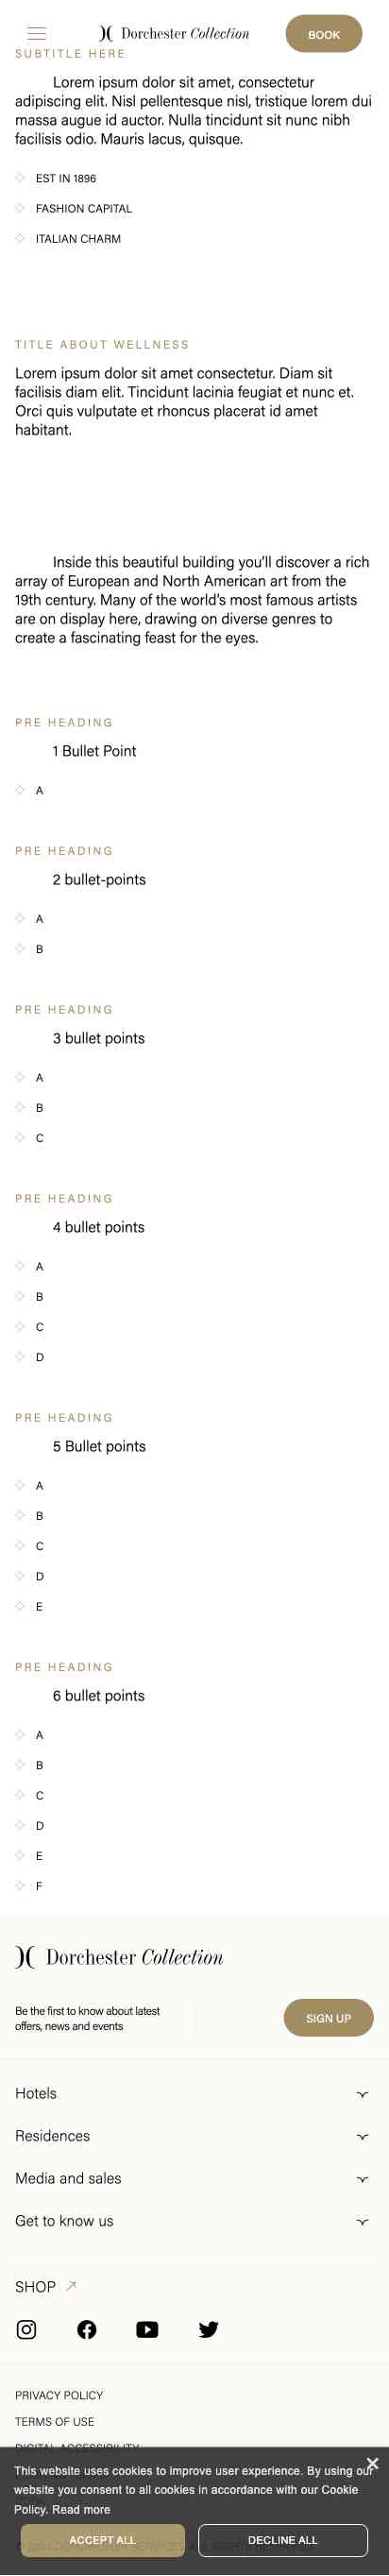 Dorchester Collection
BOOK
SUBTITLE HERE
Lorem ipsum dolor sit amet, consectetur
adipiscing elit. Nisl pellentesque nisl, tristique lorem dui
massa augue id auctor. Nulla tincidunt sit nunc nibh
facilisis odio. Mauris lacus, quisque.
EST IN 1896
FASHION CAPITAL
ITALIAN CHARM
TITLE ABOUT WELLNESS
Lorem ipsum dolor sit amet consectetur. Diam sit
facilisis diam elit. Tincidunt lacinia feugiat et nunc et.
Orci quis vulputate et rhoncus placerat id amet
habitant.
Inside this beautiful building you'll discover a rich
array of European and North American art from the
19th century. Many of the world's most famous artists
are on display here, drawing on diverse genres to
create a fascinating feast for the eyes.
PRE HEADING
1 Bullet Point
A
PRE HEADING
2 bullet-points
A
B
PRE HEADING
3 bullet points
A
B
C
PRE HEADING
4 bullet points
A
B
C
D
PRE HEADING
5 Bullet points
A
B
C
D
E
PRE HEADING
6 bullet points
A
B
C
D
E
F
Dorchester Collection
Be the first to know about latest
offers, news and events
SIGN UP
Hotels
Residences
Media and sales
Get to know us
SHOP
PRIVACY POLICY
TERMS OF USE
DIGITAL ACCESSIBILITY
This website uses cookies to improve user experience. By using our
website you consent to all cookies in accordance with our Cookie
Policy. Read more
ACCEPT ALL
DECLINE ALL